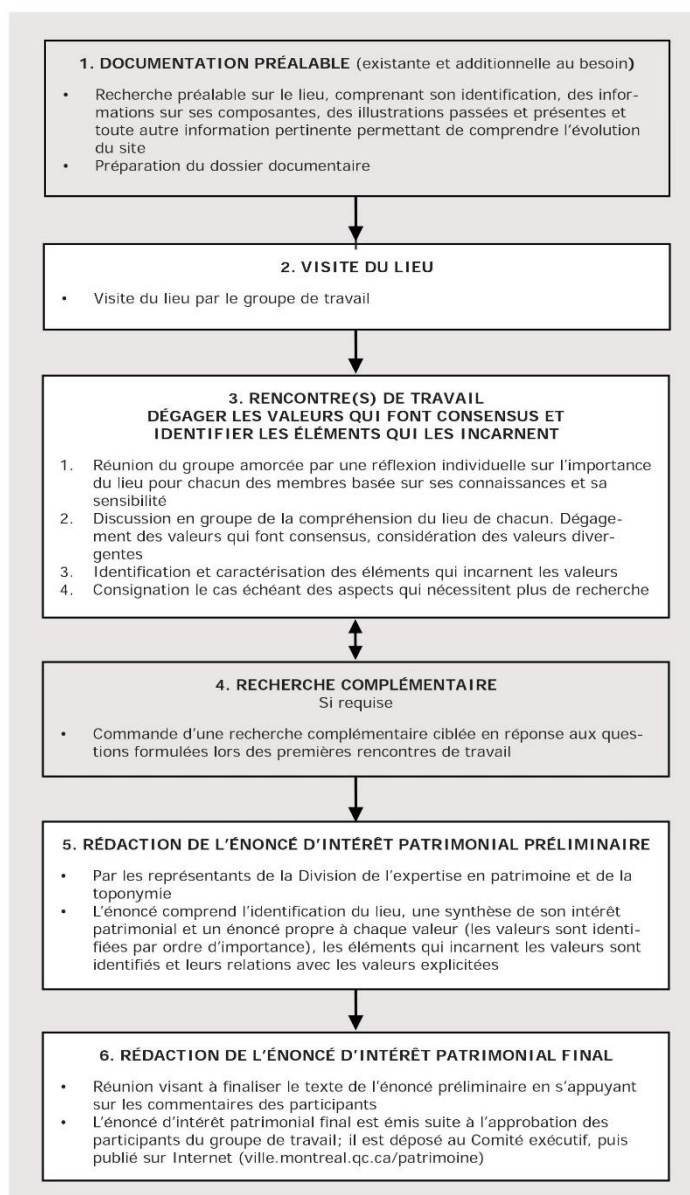 1. DOCUMENTATION PRÉALABLE (existante et additionnelle au besoin)
• Recherche préalable sur le lieu, comprenant son identification, des infor-
mations sur ses composantes, des illustrations passées et présentes et
toute autre information pertinente permettant de comprendre l'évolution
du site
• Préparation du dossier documentaire
2. VISITE DU LIEU
• Visite du lieu par le groupe de travail
3. RENCONTRE(S) DE TRAVAIL
DÉGAGER LES VALEURS QUI FONT CONSENSUS ET
IDENTIFIER LES ÉLÉMENTS QUI LES INCARNENT
1. Réunion du groupe amorcée par une réflexion individuelle sur l'importance
du lieu pour chacun des membres basée sur ses connaissances et sa
sensibilité
2. Discussion en groupe de la compréhension du lieu de chacun. Dégage-
ment des valeurs qui font consensus, considération des valeurs diver-
gentes
3. Identification et caractérisation des éléments qui incarnent les valeurs
4. Consignation le cas échéant des aspects qui nécessitent plus de recherche
4. RECHERCHE COMPLÉMENTAIRE
Si requise
• Commande d'une recherche complémentaire ciblée en réponse aux ques-
tions formulées lors des premières rencontres de travail
5. RÉDACTION DE L'ÉNONCÉ D'INTÉRÊT PATRIMONIAL PRÉLIMINAIRE
• Par les représentants de la Division de l'expertise en patrimoine et de la
toponymie
• L'énoncé comprend l'identification du lieu, une synthèse de son intérêt
patrimonial et un énoncé propre à chaque valeur (les valeurs sont identi-
fiées par ordre d'importance), les éléments qui incarnent les valeurs sont
identifiés et leurs relations avec les valeurs explicitées
6. RÉDACTION DE L'ÉNONCÉ D'INTÉRÊT PATRIMONIAL FINAL
• Réunion visant à finaliser le texte de l'énoncé préliminaire en s'appuyant
sur les commentaires des participants
• L'énoncé d'intérêt patrimonial final est émis suite à l'approbation des
participants du groupe de travail; il est déposé au Comité exécutif, puis
publié sur Internet (ville.montreal.qc.ca/patrimoine)